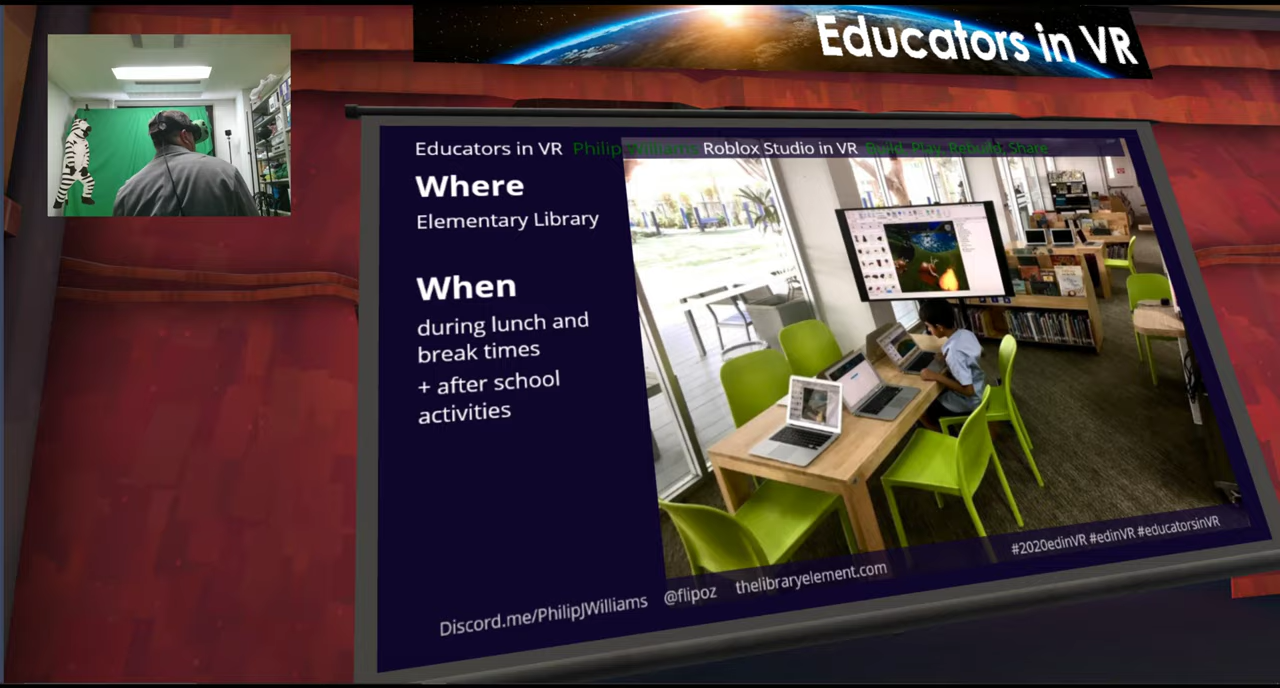 Educators in VR
Educators in VR Philip Williams Roblox Studio in VR Build, Play, Rebuild, Share
Where
Elementary Library
When
during lunch and
break times
+ after school
activities
#2020edinVR #edinVR #educatorsinVR
Discord.me/PhilipJWilliams @flipoz thelibraryelement.com